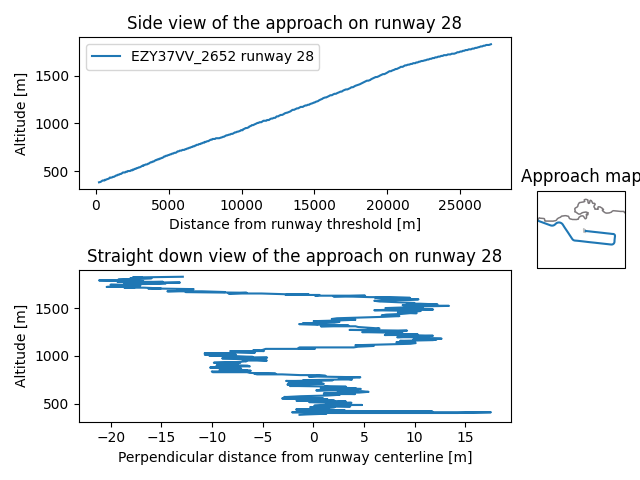 Side view of the approach on runway 28
EZY37VV_2652 runway 28
Altitude [m]
1500
1000
500
0
5000
10000
15000
20000
25000
Distance from runway threshold [m]
Approach map
Straight down view of the approach on runway 28
Altitude [m]
1500
1000
500
−20
−15
−10
−5
0
5
10
15
Perpendicular distance from runway centerline [m]